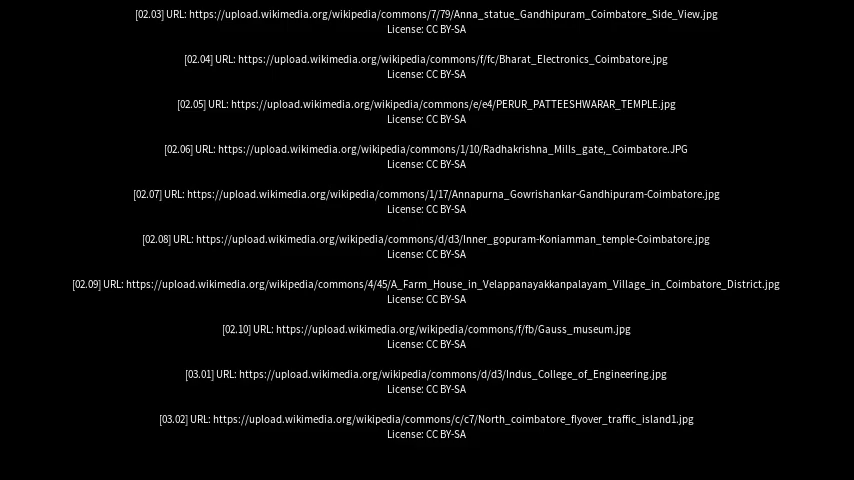 [02.03] URL: https://upload.wikimedia.org/wikipedia/commons/7/79/Anna_statue_Gandhipuram_Coimbatore_Side_View.jpg
License: CC BY-SA
[02.04] URL: https://upload.wikimedia.org/wikipedia/commons/f/fc/Bharat_Electronics_Coimbatore.jpg
License: CC BY-SA
[02.05] URL: https://upload.wikimedia.org/wikipedia/commons/e/e4/PERUR_PATTEESHWARAR_TEMPLE.jpg
License: CC BY-SA
[02.06] URL: https://upload.wikimedia.org/wikipedia/commons/1/10/Radhakrishna_Mills_gate,_Coimbatore.JPG
License: CC BY-SA
[02.07] URL: https://upload.wikimedia.org/wikipedia/commons/1/17/Annapurna_Gowrishankar-Gandhipuram-Coimbatore.jpg
License: CC BY-SA
[02.08] URL: https://upload.wikimedia.org/wikipedia/commons/d/d3/Inner_gopuram-Koniamman_temple-Coimbatore.jpg
License: CC BY-SA
[02.09] URL: https://upload.wikimedia.org/wikipedia/commons/4/45/A_Farm_House_in_Velappanayakkanpalayam_Village_in_Coimbatore_District.jpg
License: CC BY-SA
[02.10] URL: https://upload.wikimedia.org/wikipedia/commons/f/fb/Gauss_museum.jpg
License: CC BY-SA
[03.01] URL: https://upload.wikimedia.org/wikipedia/commons/d/d3/Indus_College_of_Engineering.jpg
License: CC BY-SA
[03.02] URL: https://upload.wikimedia.org/wikipedia/commons/c/c7/North_coimbatore_flyover_traffic_island1.jpg
License: CC BY-SA